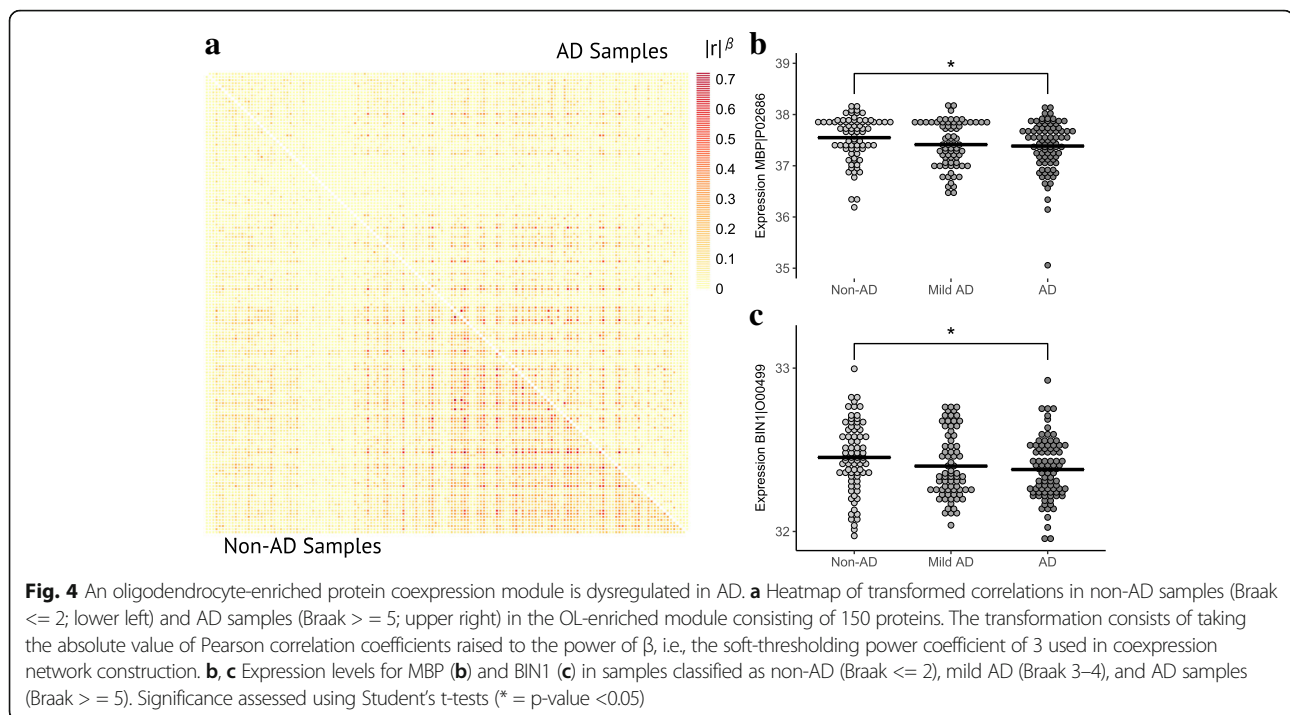 a
AD Samples
|r|β
0.7
0.6
0.5
0.4
0.3
0.2
0.1
0
Non-AD Samples
b
*
39
38
37
36
35
Expression MBP|P02686
Non-AD Mild AD AD
c
*
33
32
Expression BIN1|O00499
Non-AD Mild AD AD
Fig. 4 An oligodendrocyte-enriched protein coexpression module is dysregulated in AD. a Heatmap of transformed correlations in non-AD samples (Braak
<= 2; lower left) and AD samples (Braak > = 5; upper right) in the OL-enriched module consisting of 150 proteins. The transformation consists of taking
the absolute value of Pearson correlation coefficients raised to the power of β, i.e., the soft-thresholding power coefficient of 3 used in coexpression
network construction. b, c Expression levels for MBP (b) and BIN1 (c) in samples classified as non-AD (Braak <= 2), mild AD (Braak 3–4), and AD samples
(Braak > = 5). Significance assessed using Student's t-tests (* = p-value <0.05)